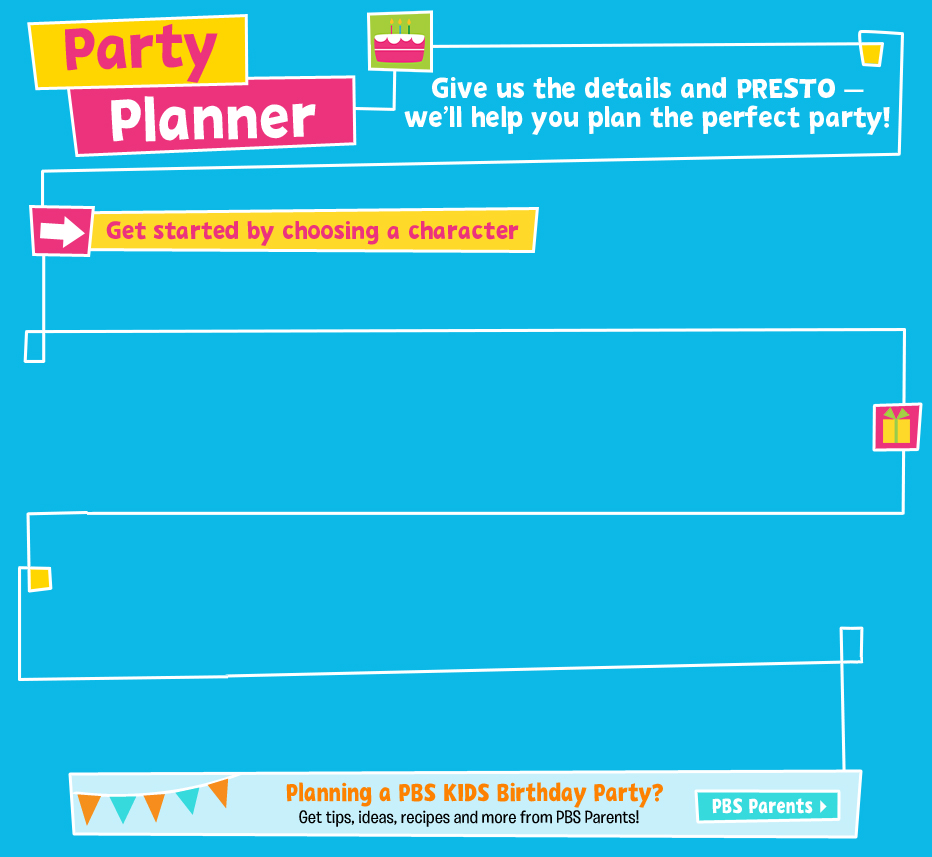 Party
Planner
Give us the details and PRESTO –
we'll help you plan the perfect party!
Get started by choosing a character
Planning a PBS KIDS Birthday Party?
Get tips, ideas, recipes and more from PBS Parents!
PBS Parents